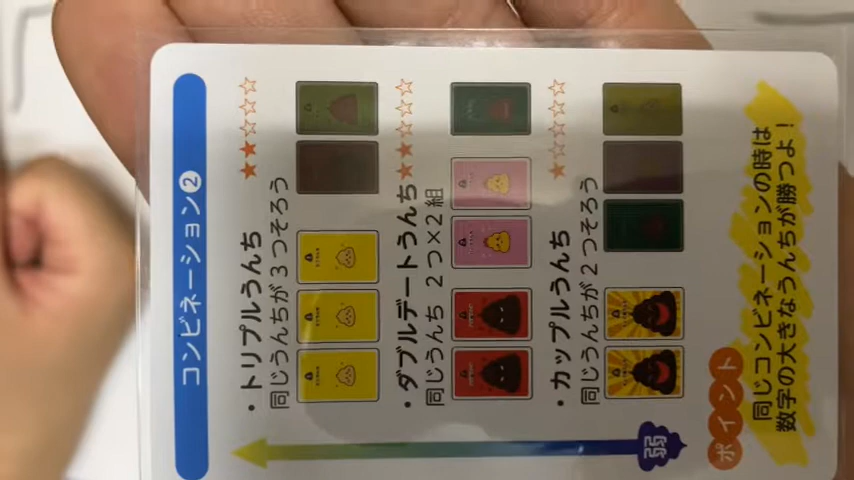 コンビネーション②
・トリプルうんち
★★☆☆☆
同じうんちが3つそろう
・ダブルデートうんち
★★☆☆☆
同じうんち 2つ×2組
・カップルうんち
★☆☆☆☆
同じうんちが2つそろう
弱
ポイント
同じコンビネーションの時は
数字の大きなうんちが勝つよ！